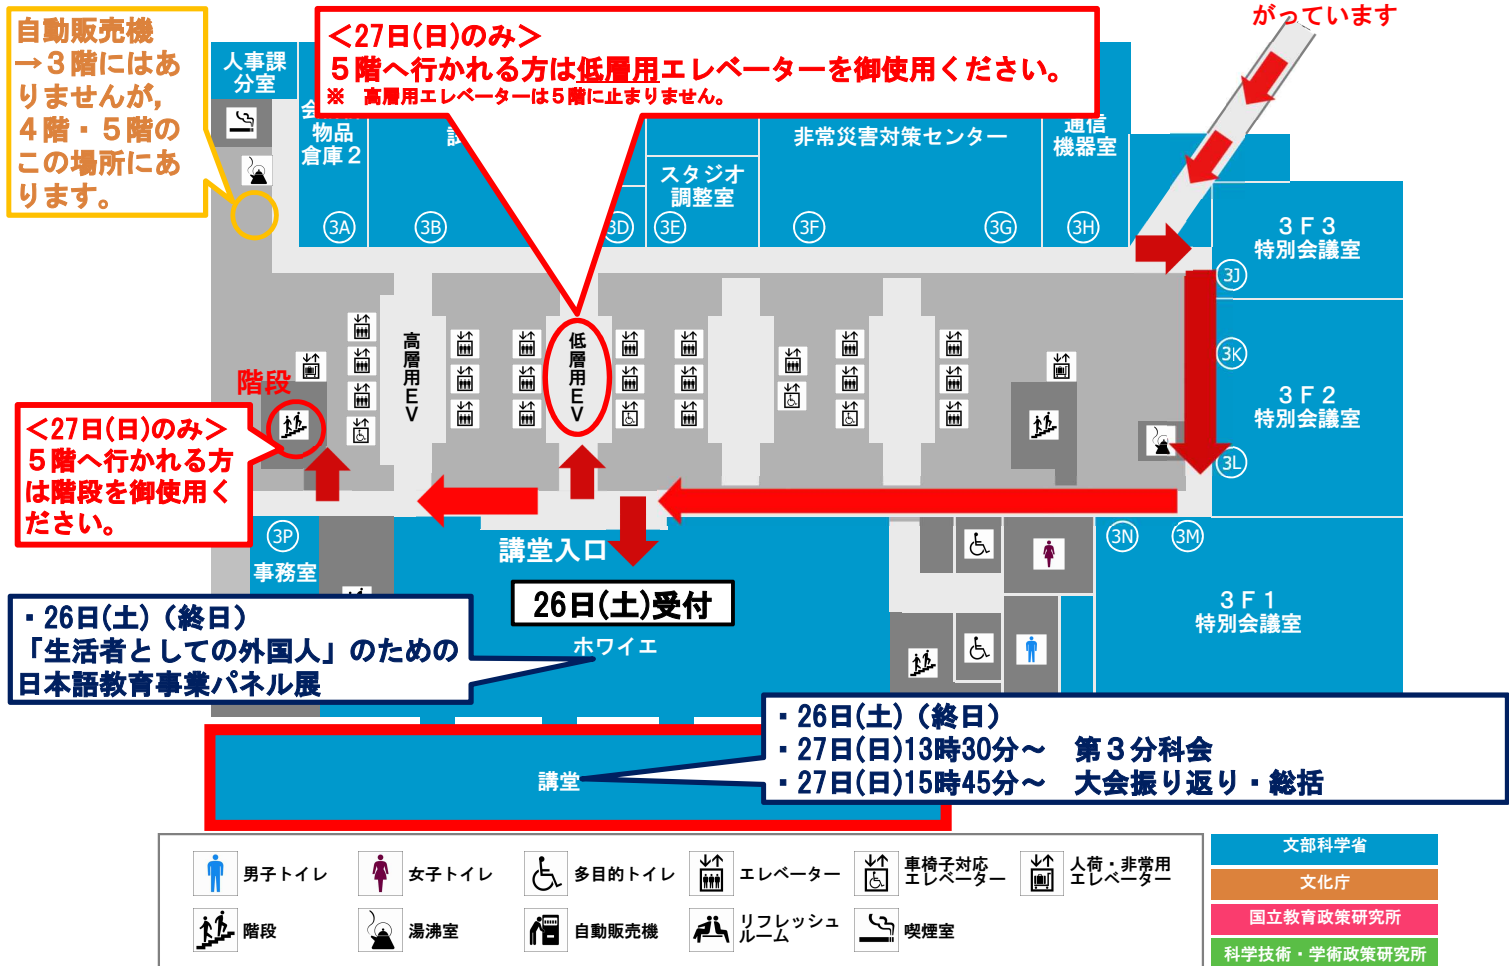 がっています
自動販売機
→３階にはあ
りませんが,
４階・５階の
この場所にあ
ります。
＜27日(日)のみ＞
５階へ行かれる方は低層用エレベーターを御使用ください。
※　高層用エレベーターは５階に止まりません。
人事課
分室
物品
倉庫２
スタジオ
調整室
非常災害対策センター
通信
機器室
3A
3B
3D
3E
3F
3G
3H
３Ｆ３
特別会議室
3J
3K
３Ｆ２
特別会議室
3L
高層用ＥＶ
低層用ＥＶ
階段
＜27日(日)のみ＞
５階へ行かれる方
は階段を御使用く
ださい。
3P
事務室
講堂入口
26日(土)受付
ホワイエ
3N
3M
３Ｆ１
特別会議室
・26日(土)（終日）
「生活者としての外国人」のための
日本語教育事業パネル展
・26日(土)（終日）
・27日(日)13時30分～　第３分科会
・27日(日)15時45分～　大会振り返り・総括
講堂
男子トイレ
女子トイレ
多目的トイレ
エレベーター
車椅子対応
エレベーター
人荷・非常用
エレベーター
階段
湯沸室
自動販売機
リフレッシュ
ルーム
喫煙室
文部科学省
文化庁
国立教育政策研究所
科学技術・学術政策研究所